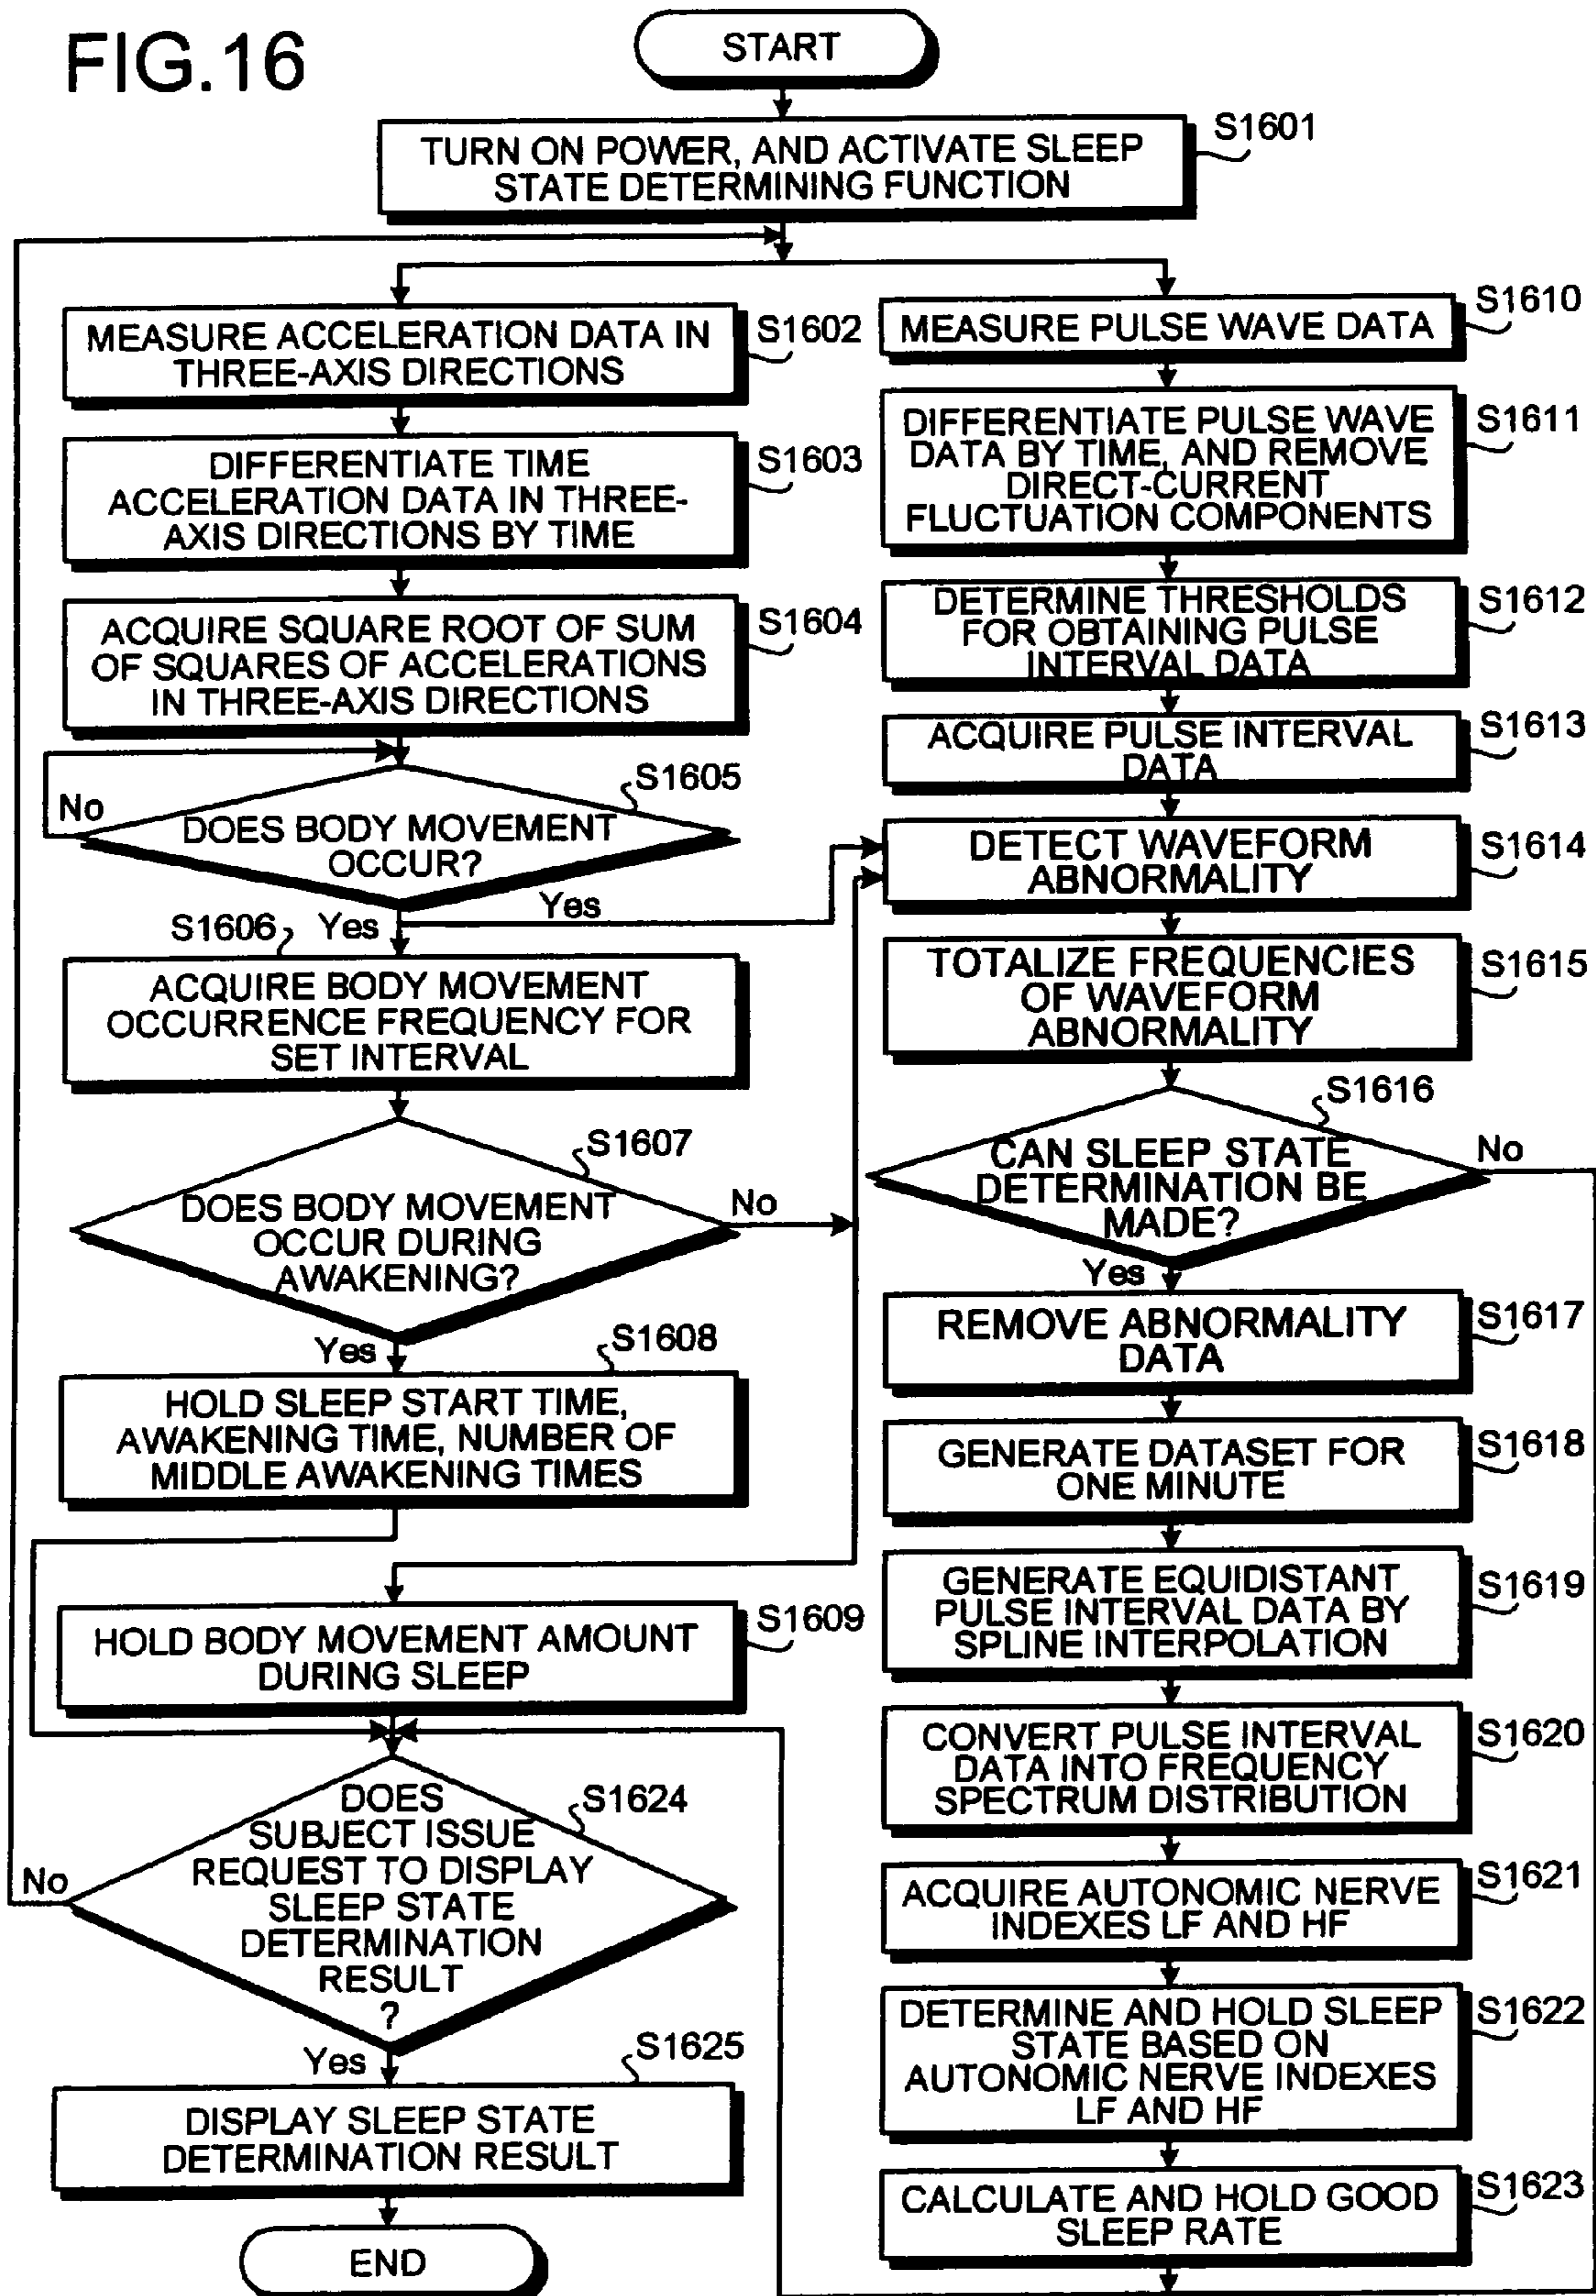 FIG.16
START
TURN ON POWER, AND ACTIVATE SLEEP
STATE DETERMINING FUNCTION
S1601
MEASURE ACCELERATION DATA IN
THREE-AXIS DIRECTIONS
S1602
DIFFERENTIATE TIME
ACCELERATION DATA IN THREE-
AXIS DIRECTIONS BY TIME
S1603
ACQUIRE SQUARE ROOT OF SUM
OF SQUARES OF ACCELERATIONS
IN THREE-AXIS DIRECTIONS
S1604
S1605
No
DOES BODY MOVEMENT
OCCUR?
Yes
Yes
S1606
ACQUIRE BODY MOVEMENT
OCCURRENCE FREQUENCY FOR
SET INTERVAL
S1607
DOES BODY MOVEMENT
OCCUR DURING
AWAKENING?
No
Yes
S1608
HOLD SLEEP START TIME,
AWAKENING TIME, NUMBER OF
MIDDLE AWAKENING TIMES
HOLD BODY MOVEMENT AMOUNT
DURING SLEEP
S1609
DOES
SUBJECT ISSUE
REQUEST TO DISPLAY
SLEEP STATE
DETERMINATION
RESULT
?
S1624
No
Yes
S1625
DISPLAY SLEEP STATE
DETERMINATION RESULT
END
MEASURE PULSE WAVE DATA
S1610
DIFFERENTIATE PULSE WAVE
DATA BY TIME, AND REMOVE
DIRECT-CURRENT
FLUCTUATION COMPONENTS
S1611
DETERMINE THRESHOLDS
FOR OBTAINING PULSE
INTERVAL DATA
S1612
ACQUIRE PULSE INTERVAL
DATA
S1613
DETECT WAVEFORM
ABNORMALITY
S1614
TOTALIZE FREQUENCIES
OF WAVEFORM
ABNORMALITY
S1615
S1616
CAN SLEEP STATE
DETERMINATION BE
MADE?
No
Yes
REMOVE ABNORMALITY
DATA
S1617
GENERATE DATASET FOR
ONE MINUTE
S1618
GENERATE EQUIDISTANT
PULSE INTERVAL DATA BY
SPLINE INTERPOLATION
S1619
CONVERT PULSE INTERVAL
DATA INTO FREQUENCY
SPECTRUM DISTRIBUTION
S1620
ACQUIRE AUTONOMIC NERVE
INDEXES LF AND HF
S1621
DETERMINE AND HOLD SLEEP
STATE BASED ON
AUTONOMIC NERVE INDEXES
LF AND HF
S1622
CALCULATE AND HOLD GOOD
SLEEP RATE
S1623